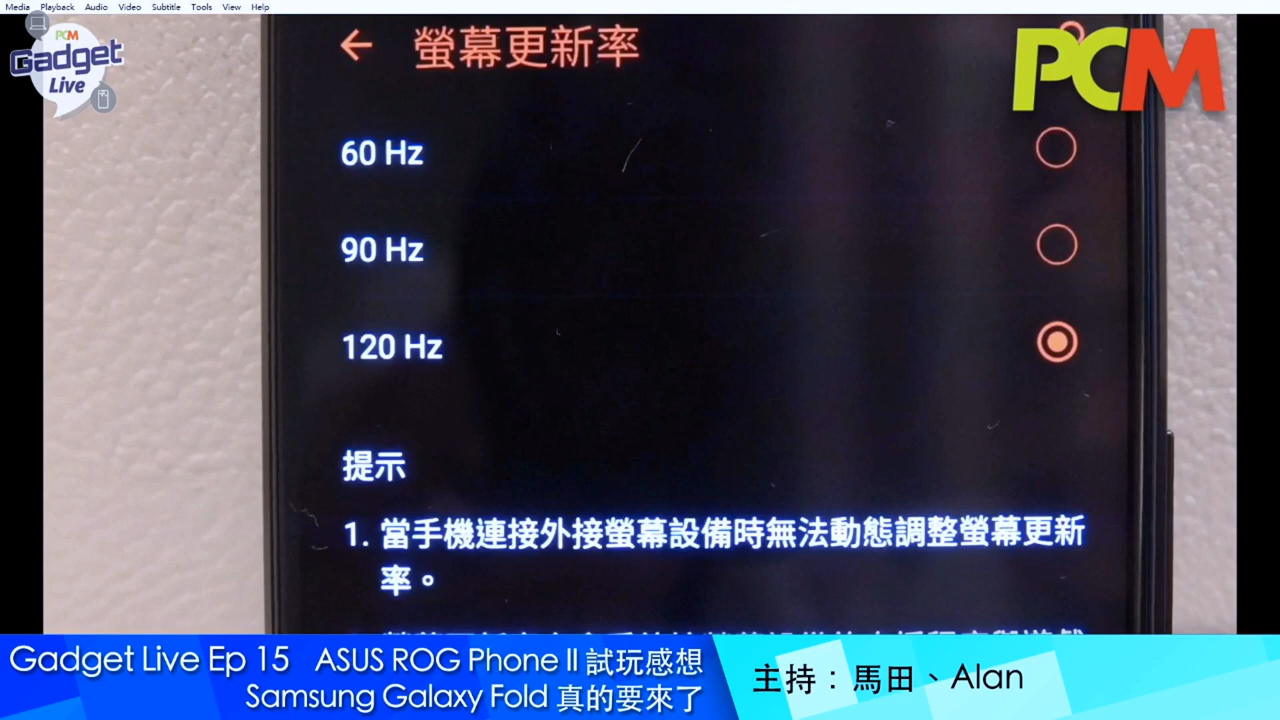 Media Playback Audio Video Subtitle Tools View Help
PCM
Gadget
Live
PCM
螢幕更新率
60 Hz
90 Hz
120 Hz
提示
1. 當手機連接外接螢幕設備時無法動態調整螢幕更新
率。
Gadget Live Ep 15 ASUS ROG Phone II 試玩感想
Samsung Galaxy Fold 真的要來了
主持：馬田、Alan